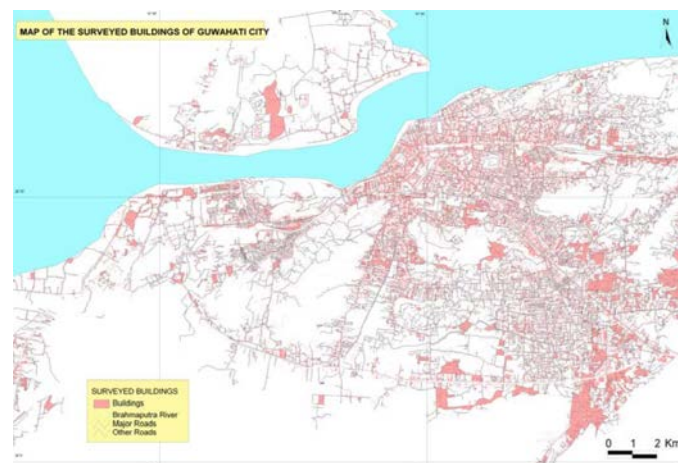 MAP OF THE SURVEYED BUILDINGS OF GUWAHATI CITY
N
SURVEYED BUILDINGS
Buildings
Brahmaputra River
Major Roads
Other Roads
0 1 2 Km